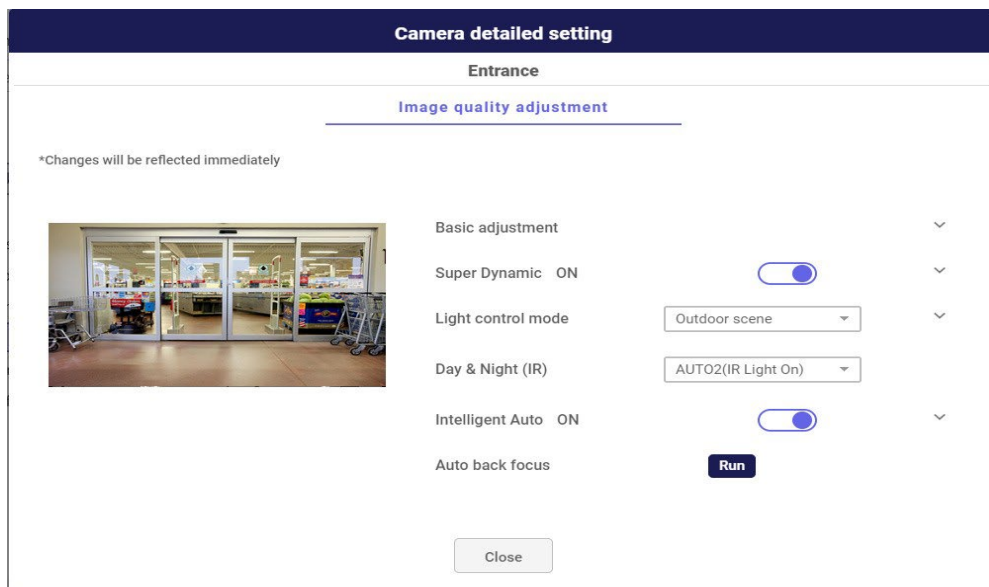 Camera detailed setting
Entrance
Image quality adjustment
*Changes will be reflected immediately
Basic adjustment
Super Dynamic ON
Light control mode Outdoor scene
Day & Night (IR) AUTO2(IR Light On)
Intelligent Auto ON
Auto back focus Run
Close